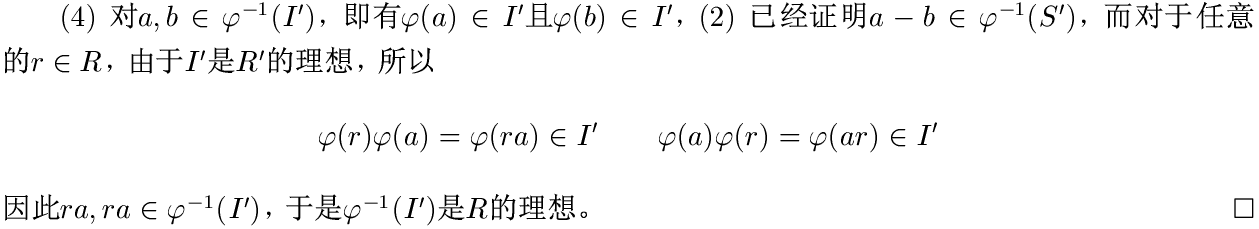 (4) 对a, b ∈ φ⁻¹(I′)，即有φ(a) ∈ I′且φ(b) ∈ I′，(2) 已经证明a − b ∈ φ⁻¹(S′)，而对于任意
的r ∈ R，由于I′是R′的理想，所以
φ(r)φ(a) = φ(ra) ∈ I′  φ(a)φ(r) = φ(ar) ∈ I′
因此ra, ra ∈ φ⁻¹(I′)，于是φ⁻¹(I′)是R的理想。 □